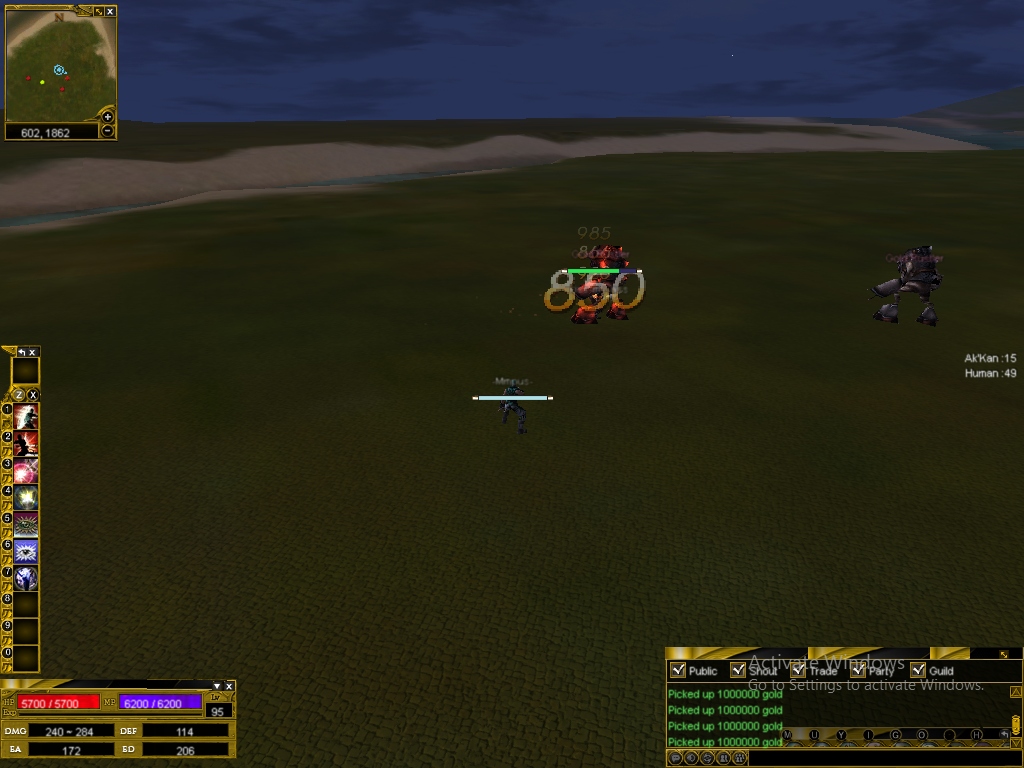 N
602, 1862
985
850
-Mmpus-
Ak'Kan :15
Human :49
Z X
1
2
3
4
5
6
7
8
9
0
HP 5700 / 5700 MP 6200 / 6200 Lv
Exp 95
DMG 240 ~ 284 DEF 114
EA 172 ED 206
Public Shout Trade Party Guild
Activate Windows
Go to Settings to activate Windows.
Picked up 1000000 gold
Picked up 1000000 gold
Picked up 1000000 gold
Picked up 1000000 gold
M U Y I G O H